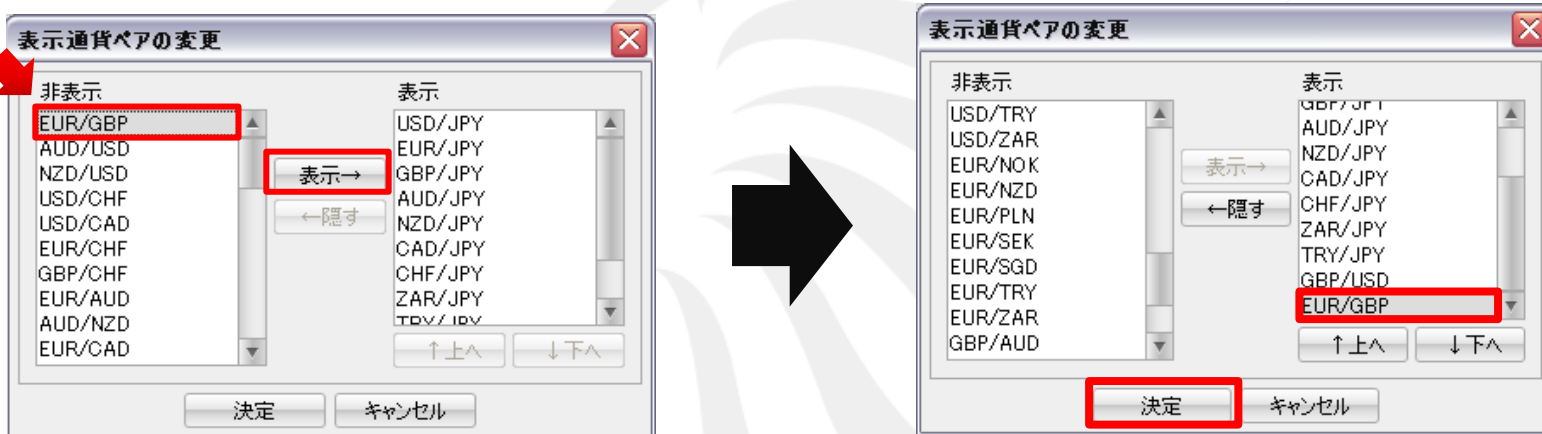 表示通貨ペアの変更
非表示
EUR/GBP
AUD/USD
NZD/USD
USD/CHF
USD/CAD
EUR/CHF
GBP/CHF
EUR/AUD
AUD/NZD
EUR/CAD
表示→
←隠す
表示
USD/JPY
EUR/JPY
GBP/JPY
AUD/JPY
NZD/JPY
CAD/JPY
CHF/JPY
ZAR/JPY
TRY/JPY
↑上へ ↓下へ
決定 キャンセル
表示通貨ペアの変更
非表示
USD/TRY
USD/ZAR
EUR/NOK
EUR/NZD
EUR/PLN
EUR/SEK
EUR/SGD
EUR/TRY
EUR/ZAR
GBP/AUD
表示→
←隠す
表示
GBP/JPY
AUD/JPY
NZD/JPY
CAD/JPY
CHF/JPY
ZAR/JPY
TRY/JPY
GBP/USD
EUR/GBP
↑上へ ↓下へ
決定 キャンセル